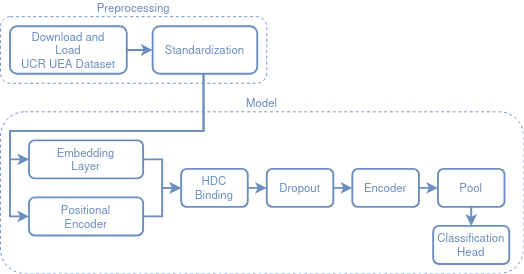 Preprocessing
Download and
Load
UCR UEA Dataset
Standardization
Model
Embedding
Layer
Positional
Encoder
HDC
Binding
Dropout
Encoder
Pool
Classification
Head